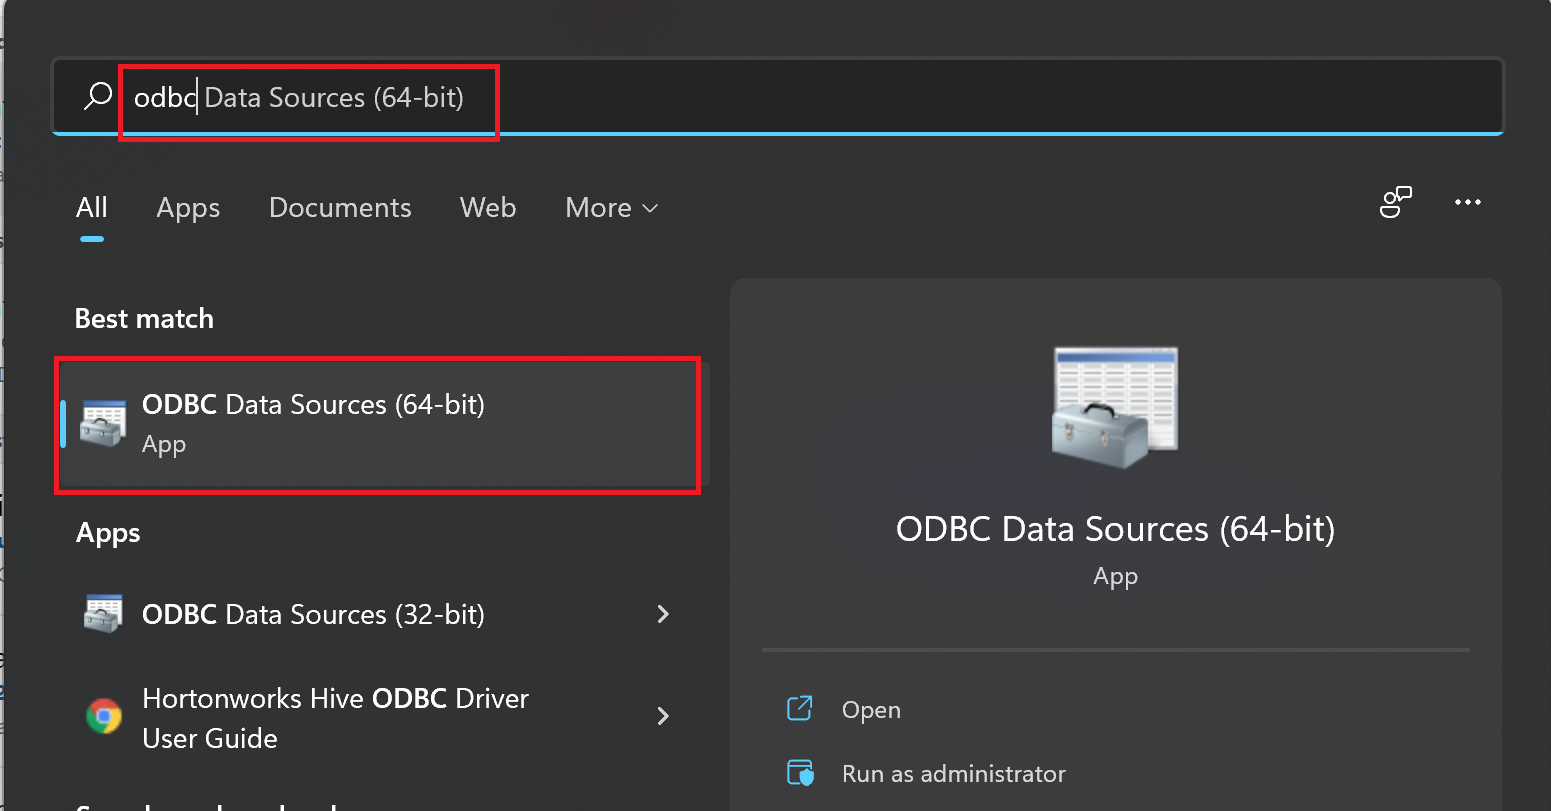 odbc Data Sources (64-bit)
All Apps Documents Web More
Best match
ODBC Data Sources (64-bit)
App
Apps
ODBC Data Sources (32-bit)
Hortonworks Hive ODBC Driver
User Guide
ODBC Data Sources (64-bit)
App
Open
Run as administrator